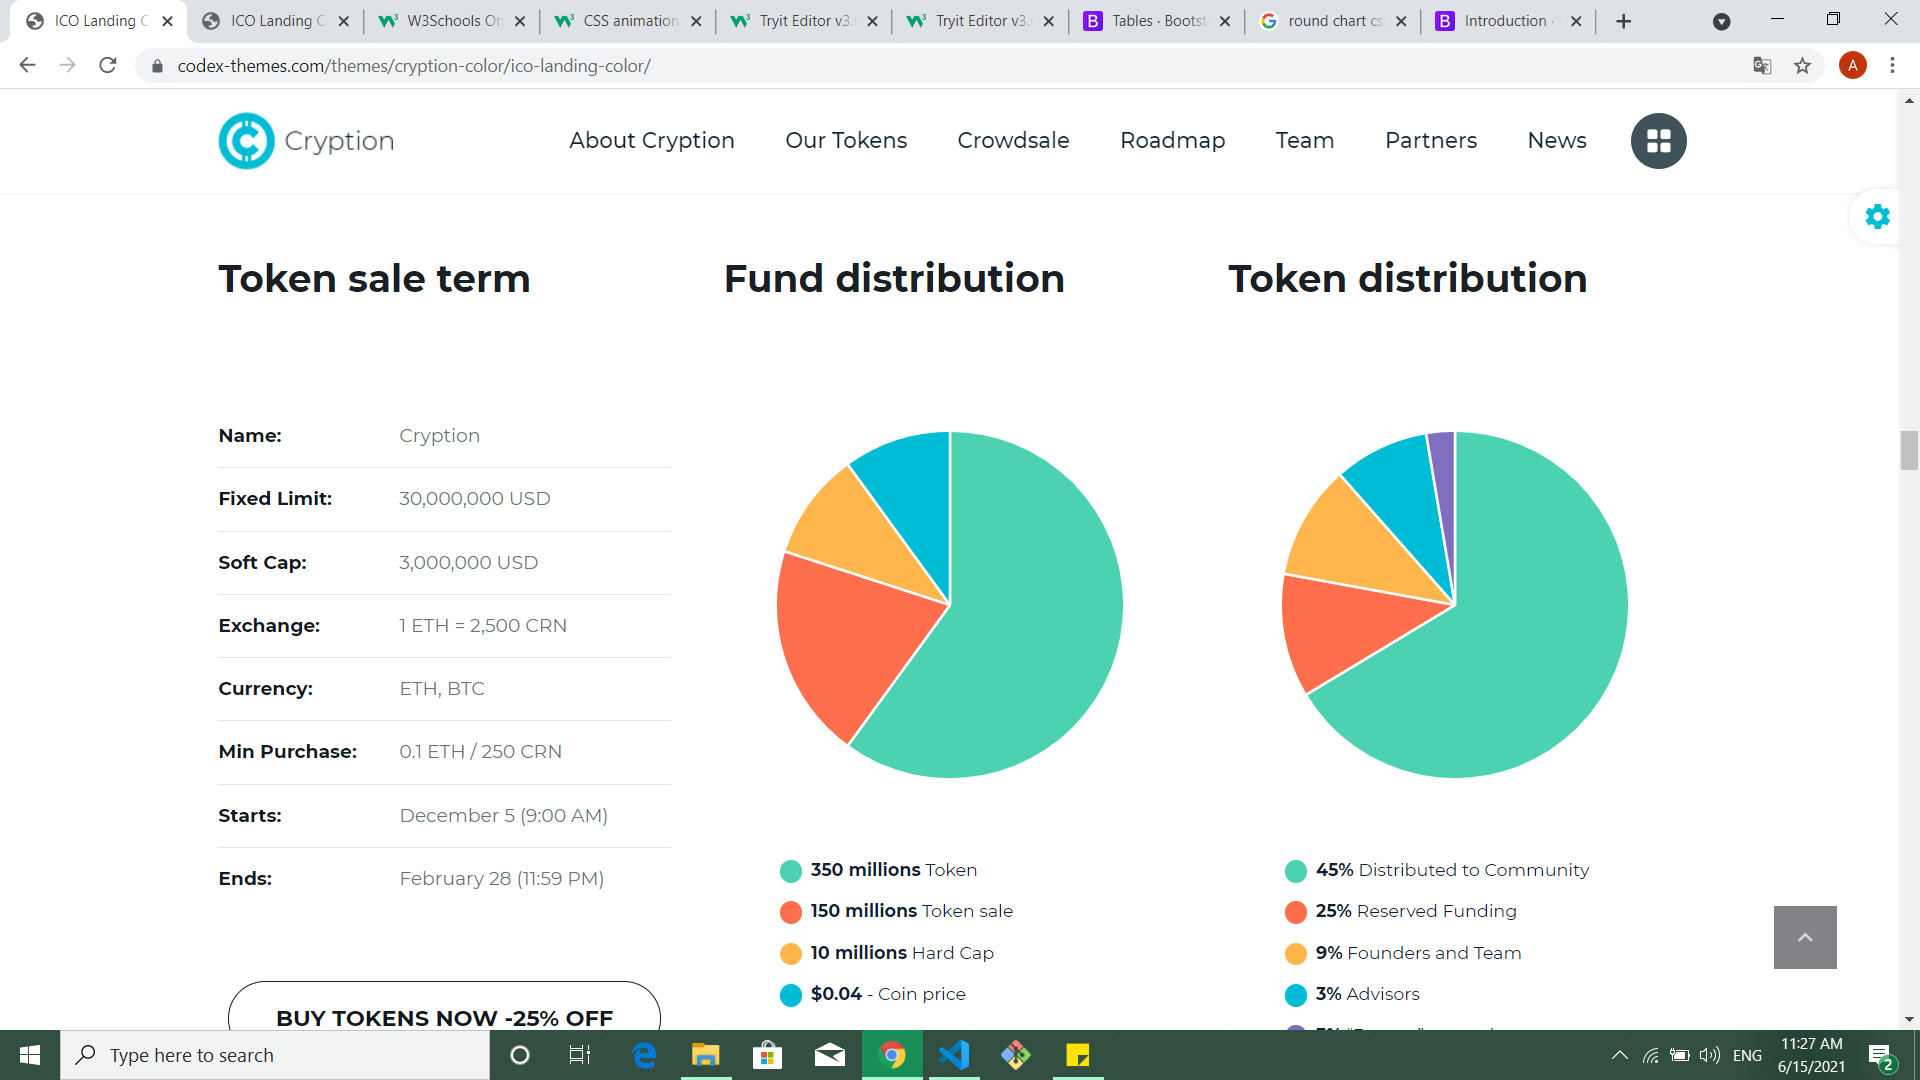 ICO Landing C
ICO Landing C
W3Schools On
CSS animation
Tryit Editor v3.
Tryit Editor v3.
Tables · Bootst
round chart cs
Introduction ·
codex-themes.com/themes/cryption-color/ico-landing-color/
A
Cryption
About Cryption
Our Tokens
Crowdsale
Roadmap
Team
Partners
News
Token sale term
Name: Cryption
Fixed Limit: 30,000,000 USD
Soft Cap: 3,000,000 USD
Exchange: 1 ETH = 2,500 CRN
Currency: ETH, BTC
Min Purchase: 0.1 ETH / 250 CRN
Starts: December 5 (9:00 AM)
Ends: February 28 (11:59 PM)
BUY TOKENS NOW -25% OFF
Fund distribution
350 millions Token
150 millions Token sale
10 millions Hard Cap
$0.04 - Coin price
Token distribution
45% Distributed to Community
25% Reserved Funding
9% Founders and Team
3% Advisors
Type here to search
ENG
11:27 AM
6/15/2021
2